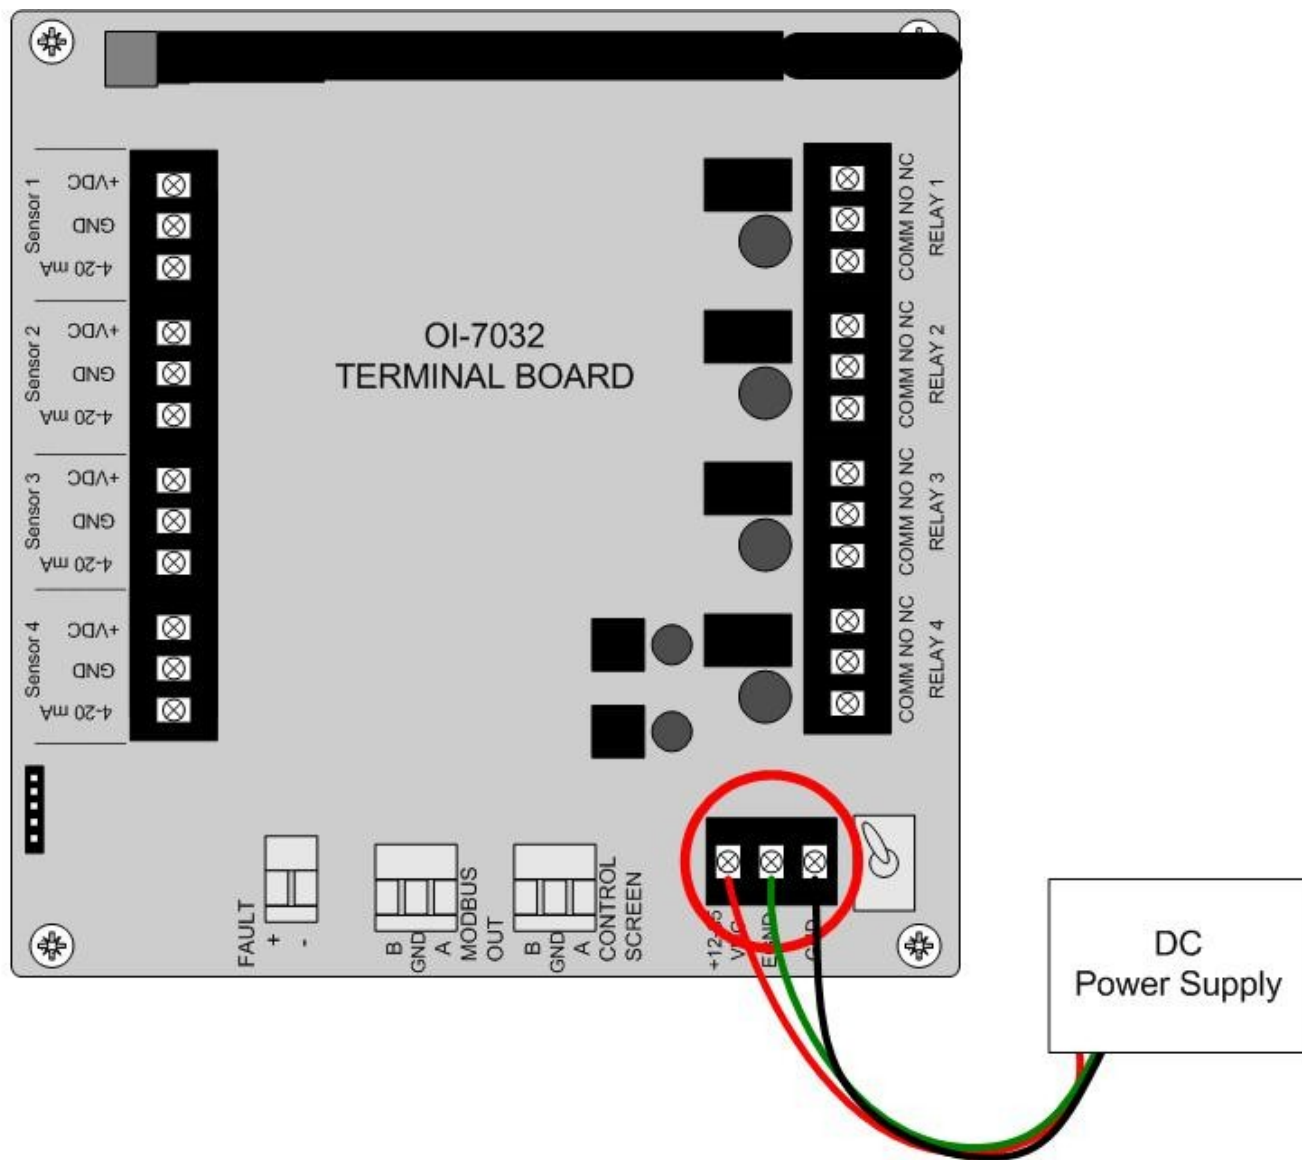 Sensor 1
+VDC
GND
4-20 mA
Sensor 2
+VDC
GND
4-20 mA
Sensor 3
+VDC
GND
4-20 mA
Sensor 4
+VDC
GND
4-20 mA
OI-7032
TERMINAL BOARD
COMM NO NC
RELAY 1
COMM NO NC
RELAY 2
COMM NO NC
RELAY 3
COMM NO NC
RELAY 4
FAULT
+
-
B
GND
A
MODBUS
OUT
B
GND
A
CONTROL
SCREEN
EGND
GND
DC
Power Supply